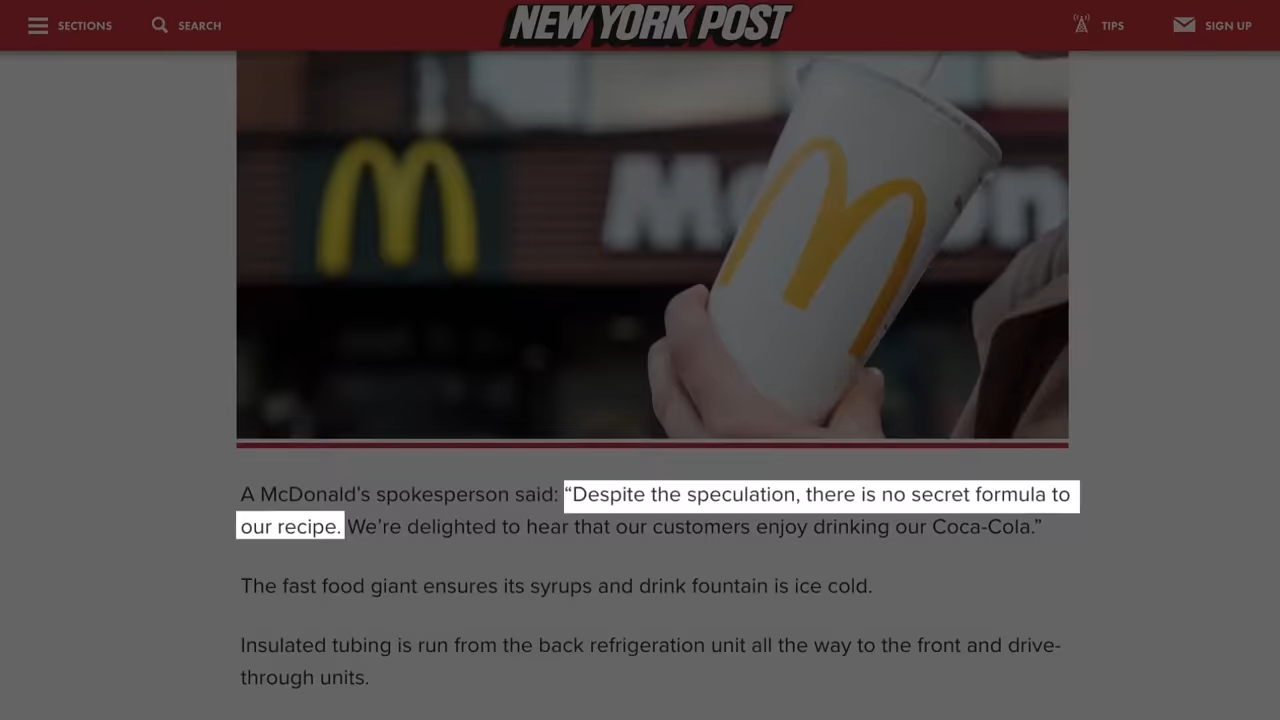 SECTIONS
SEARCH
NEW YORK POST
TIPS
SIGN UP
A McDonald’s spokesperson said: “Despite the speculation, there is no secret formula to
our recipe. We’re delighted to hear that our customers enjoy drinking our Coca-Cola.”
The fast food giant ensures its syrups and drink fountain is ice cold.
Insulated tubing is run from the back refrigeration unit all the way to the front and drive-
through units.